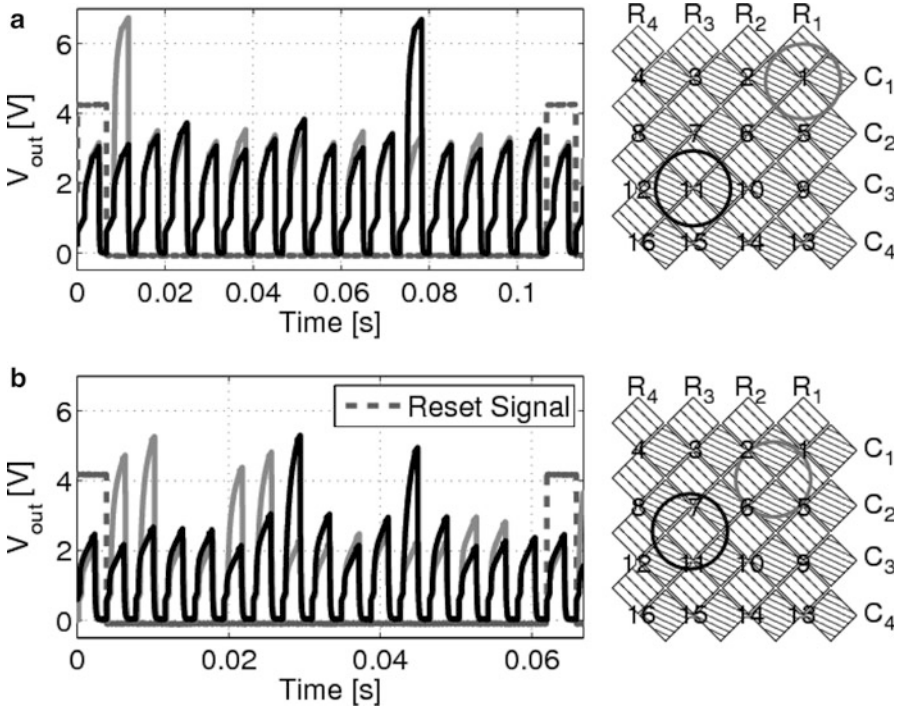 a
R4 R3 R2 R1
6
4
2
0
Vout [V]
0 0.02 0.04 0.06 0.08 0.1
Time [s]
4 3 2 1 C1
8 7 6 5 C2
12 11 10 9 C3
16 15 14 13 C4
b
R4 R3 R2 R1
Reset Signal
6
4
2
0
Vout [V]
0 0.02 0.04 0.06
Time [s]
4 3 2 1 C1
8 7 6 5 C2
12 11 10 9 C3
16 15 14 13 C4